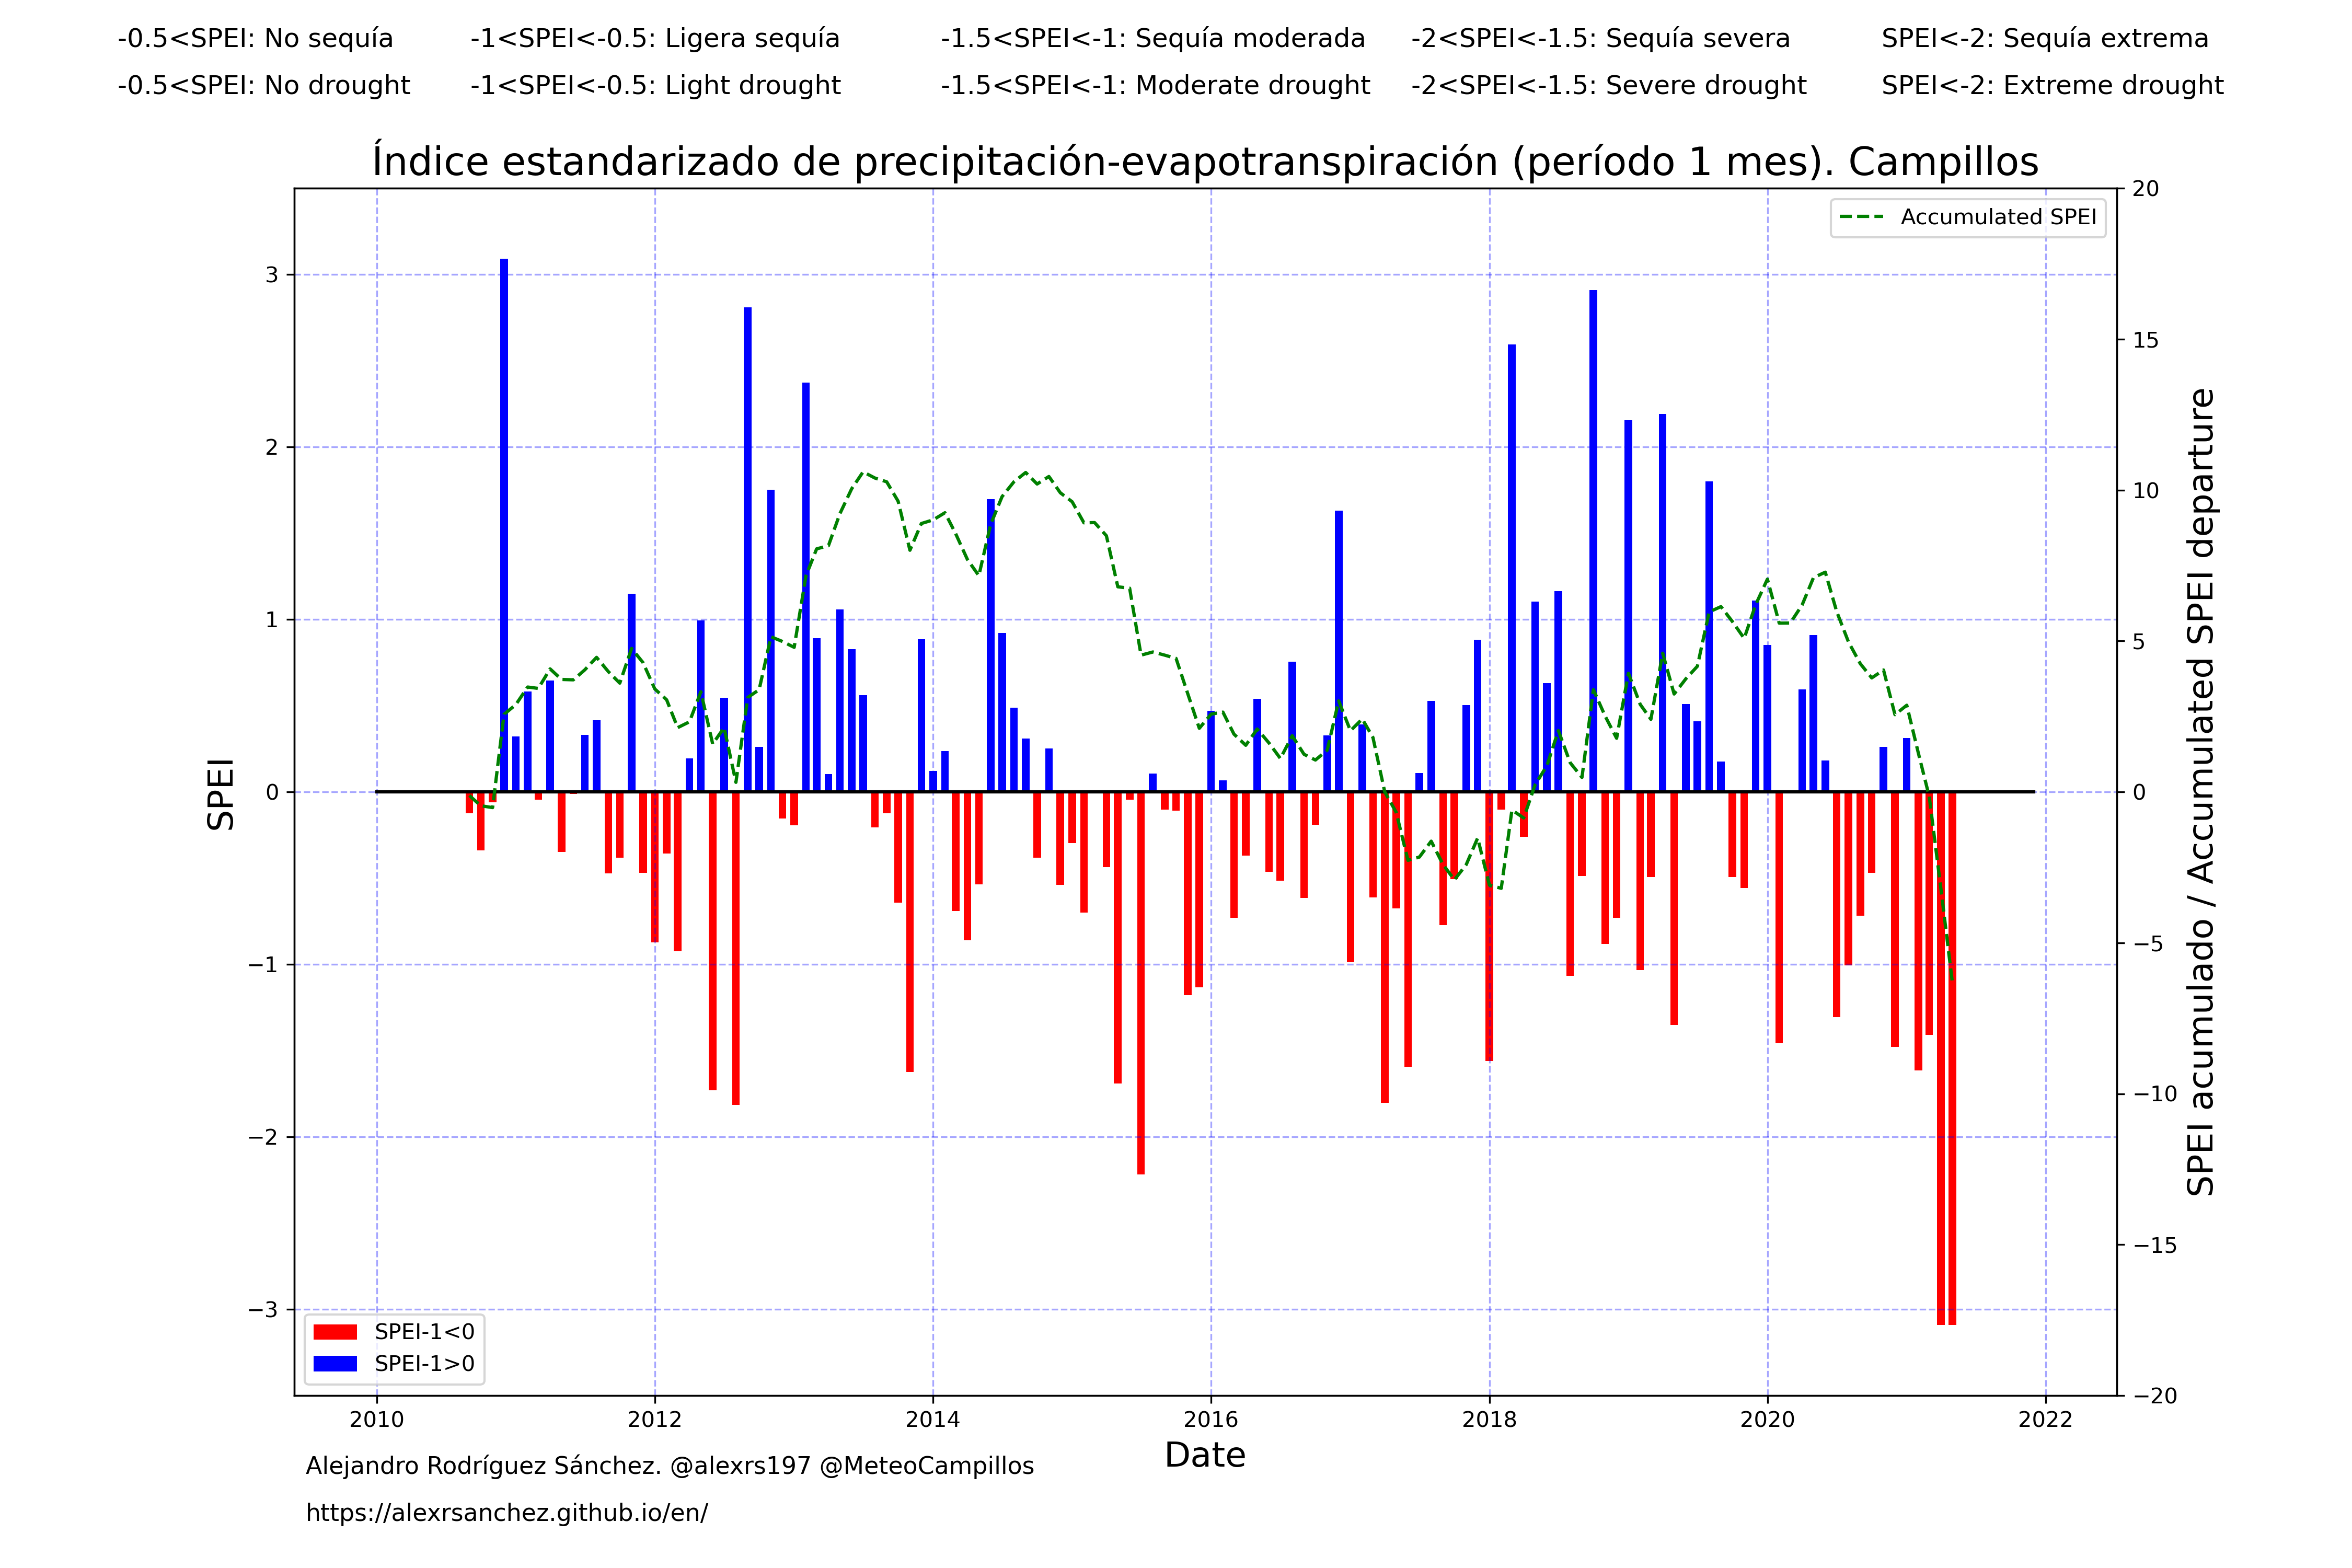 -0.5<SPEI: No sequía -1<SPEI<-0.5: Ligera sequía -1.5<SPEI<-1: Sequía moderada -2<SPEI<-1.5: Sequía severa SPEI<-2: Sequía extrema
-0.5<SPEI: No drought -1<SPEI<-0.5: Light drought -1.5<SPEI<-1: Moderate drought -2<SPEI<-1.5: Severe drought SPEI<-2: Extreme drought
Índice estandarizado de precipitación-evapotranspiración (período 1 mes). Campillos
Accumulated SPEI
SPEI
3
2
1
0
−1
−2
−3
20
15
10
5
0
−5
−10
−15
−20
SPEI acumulado / Accumulated SPEI departure
SPEI-1<0
SPEI-1>0
2010 2012 2014 2016 2018 2020 2022
Date
Alejandro Rodríguez Sánchez. @alexrs197 @MeteoCampillos
https://alexrsanchez.github.io/en/